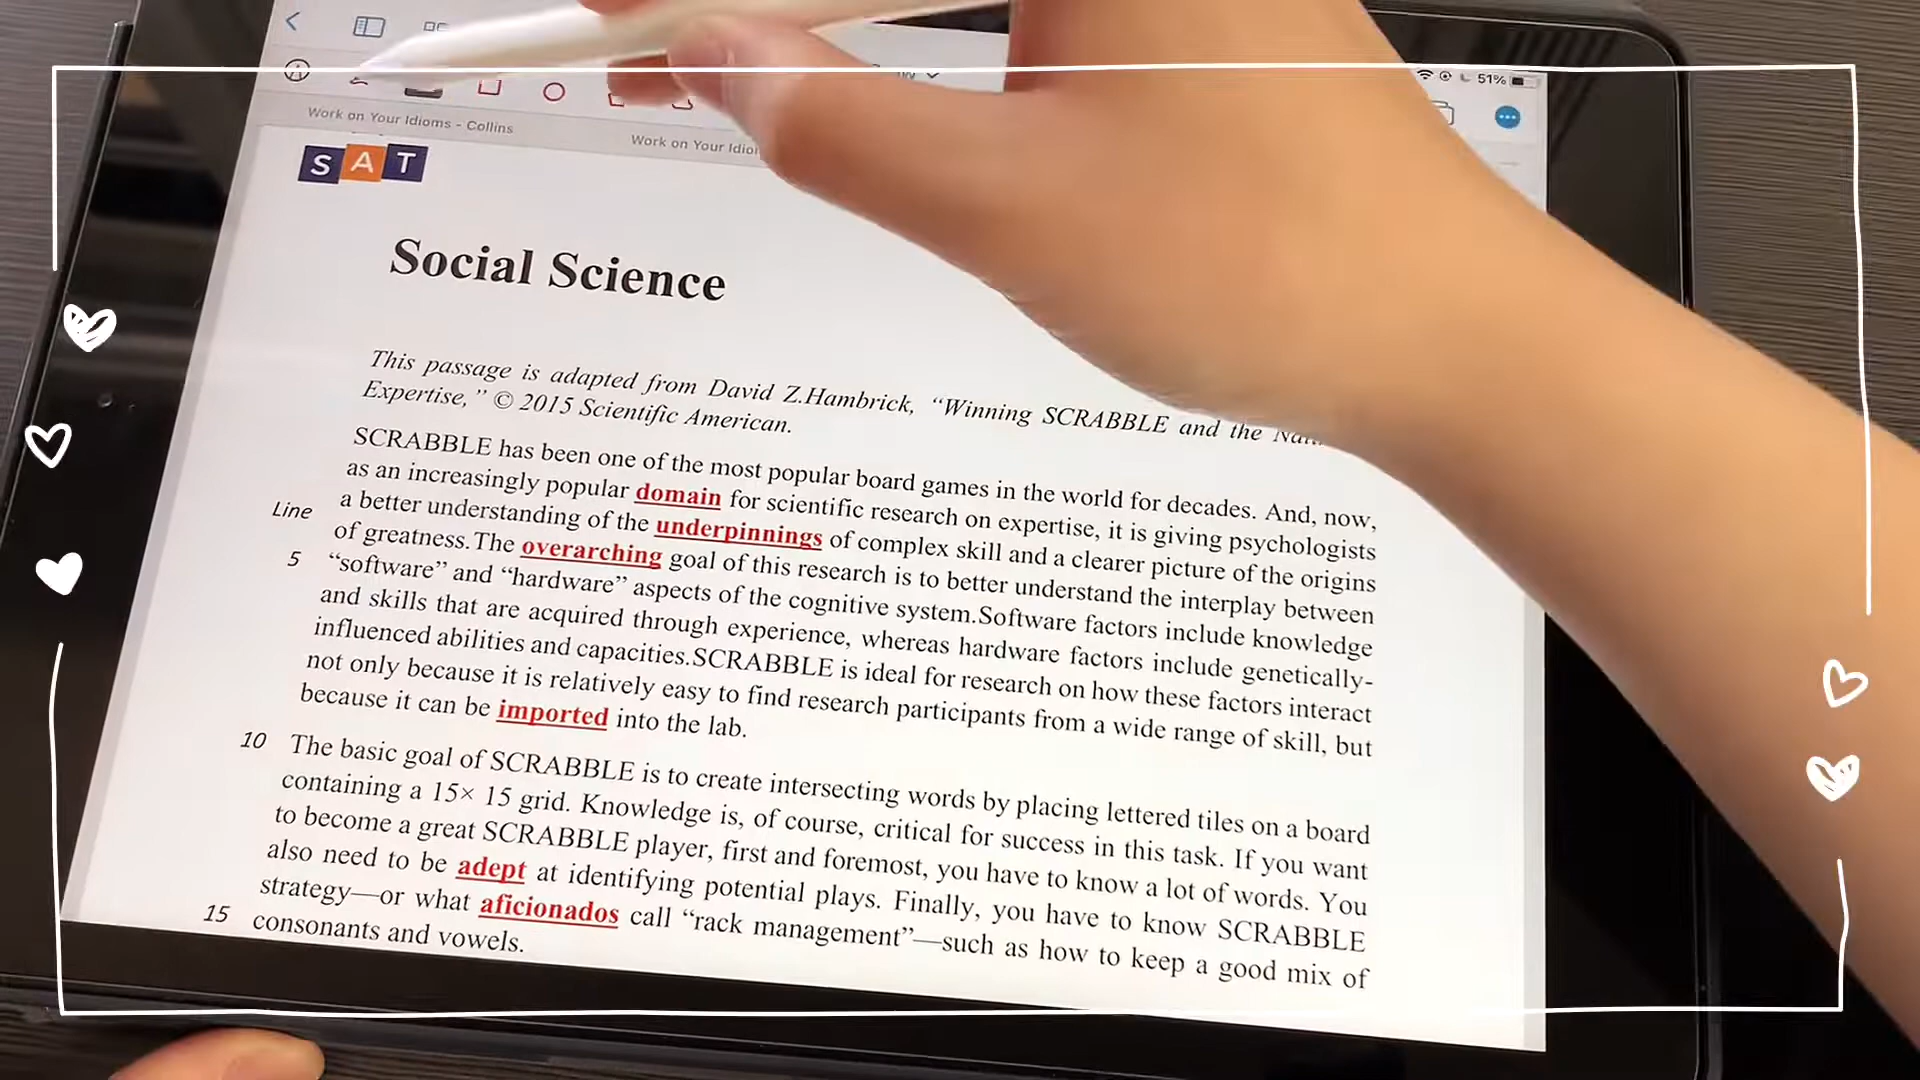 51%
Work on Your Idioms - Collins
Work on Your
SAT
Social Science
This passage is adapted from David Z.Hambrick, “Winning SCRABBLE and the
Expertise,” © 2015 Scientific American.
SCRABBLE has been one of the most popular board games in the world for decades. And, now,
as an increasingly popular domain for scientific research on expertise, it is giving psychologists
Line a better understanding of the underpinnings of complex skill and a clearer picture of the origins
of greatness.The overarching goal of this research is to better understand the interplay between
5 “software” and “hardware” aspects of the cognitive system.Software factors include knowledge
and skills that are acquired through experience, whereas hardware factors include genetically-
influenced abilities and capacities.SCRABBLE is ideal for research on how these factors interact
not only because it is relatively easy to find research participants from a wide range of skill, but
because it can be imported into the lab.
10 The basic goal of SCRABBLE is to create intersecting words by placing lettered tiles on a board
containing a 15× 15 grid. Knowledge is, of course, critical for success in this task. If you want
to become a great SCRABBLE player, first and foremost, you have to know a lot of words. You
also need to be adept at identifying potential plays. Finally, you have to know SCRABBLE
strategy—or what aficionados call “rack management”—such as how to keep a good mix of
15 consonants and vowels.